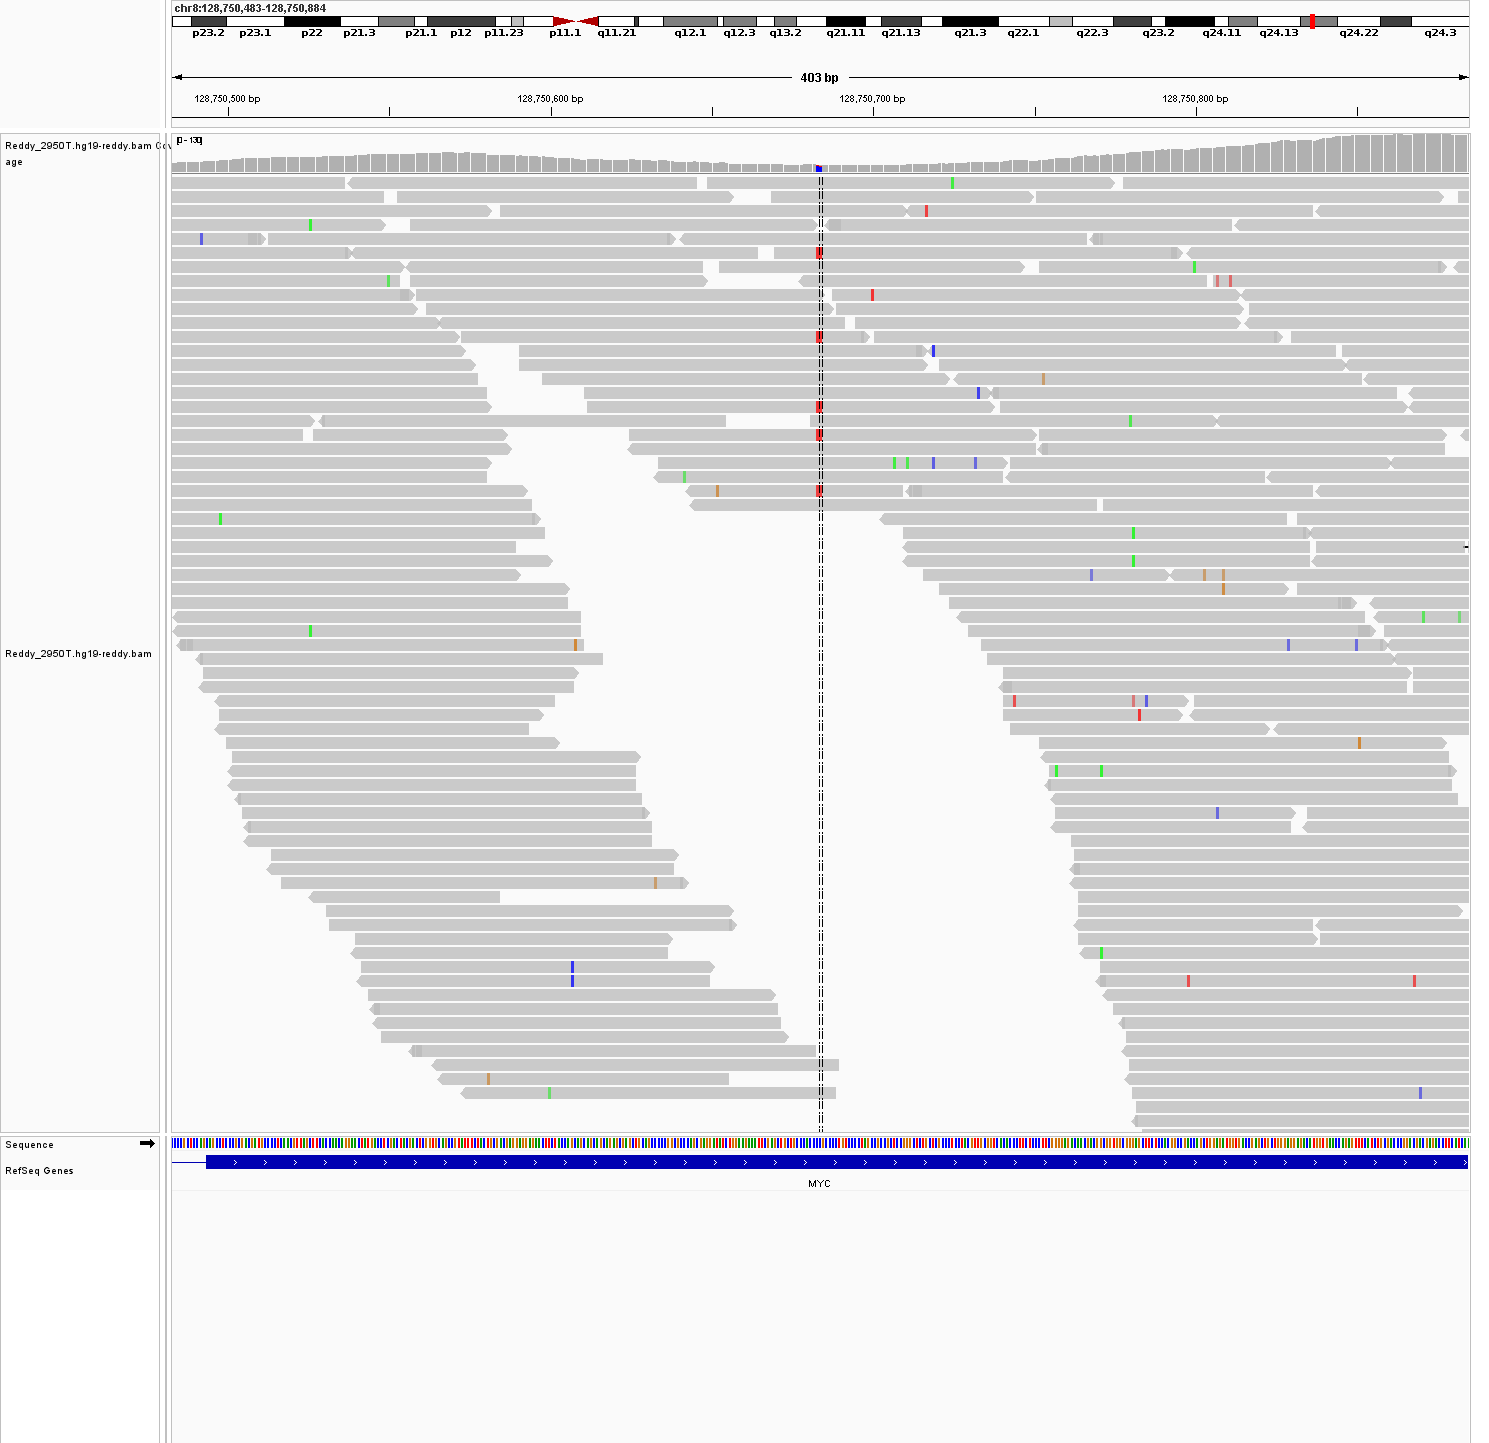 chr8:128,750,483-128,750,884
p23.2 p23.1 p22 p21.3 p21.1 p12 p11.23 p11.1 q11.21 q12.1 q12.3 q13.2 q21.11 q21.13 q21.3 q22.1 q22.3 q23.2 q24.11 q24.13 q24.22 q24.3
403 bp
128,750,500 bp 128,750,600 bp 128,750,700 bp 128,750,800 bp
[0 - 130]
Reddy_2950T.hg19-reddy.bam Cov
age
Reddy_2950T.hg19-reddy.bam
Sequence
RefSeq Genes
MYC